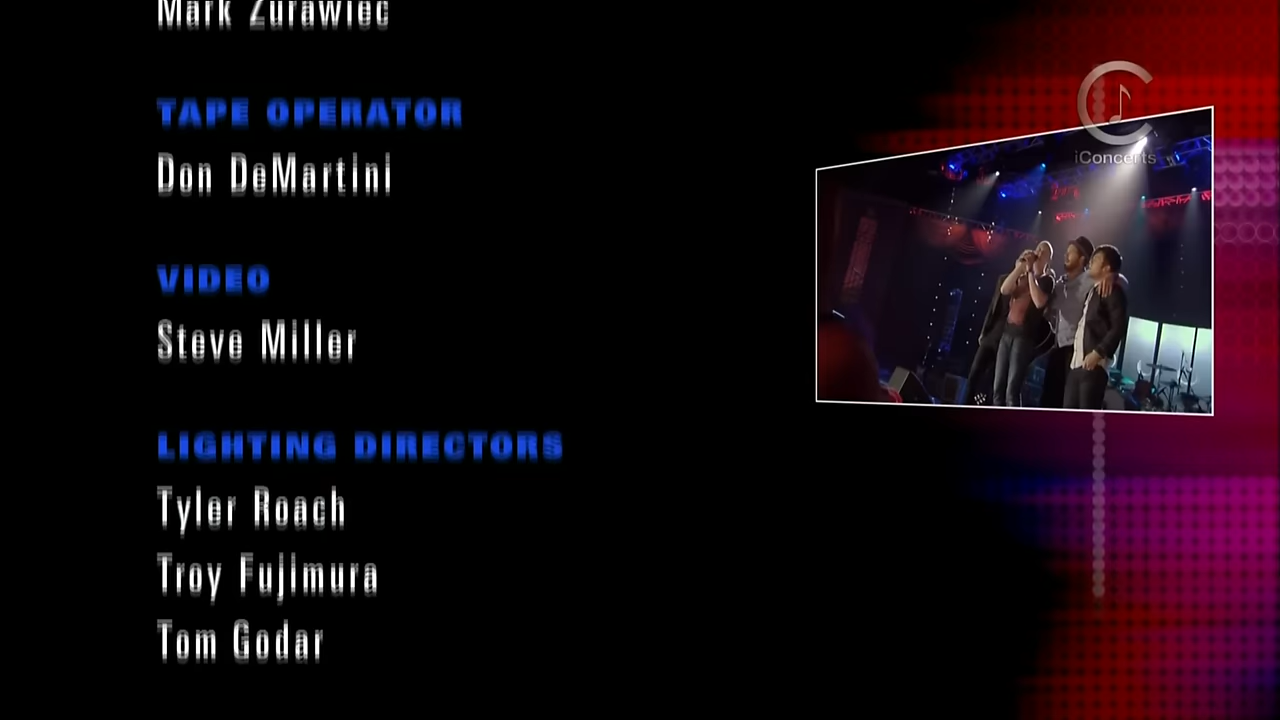 Mark Zurawiec
TAPE OPERATOR
Don DeMartini
VIDEO
Steve Miller
LIGHTING DIRECTORS
Tyler Roach
Troy Fujimura
Tom Godar
iConcerts